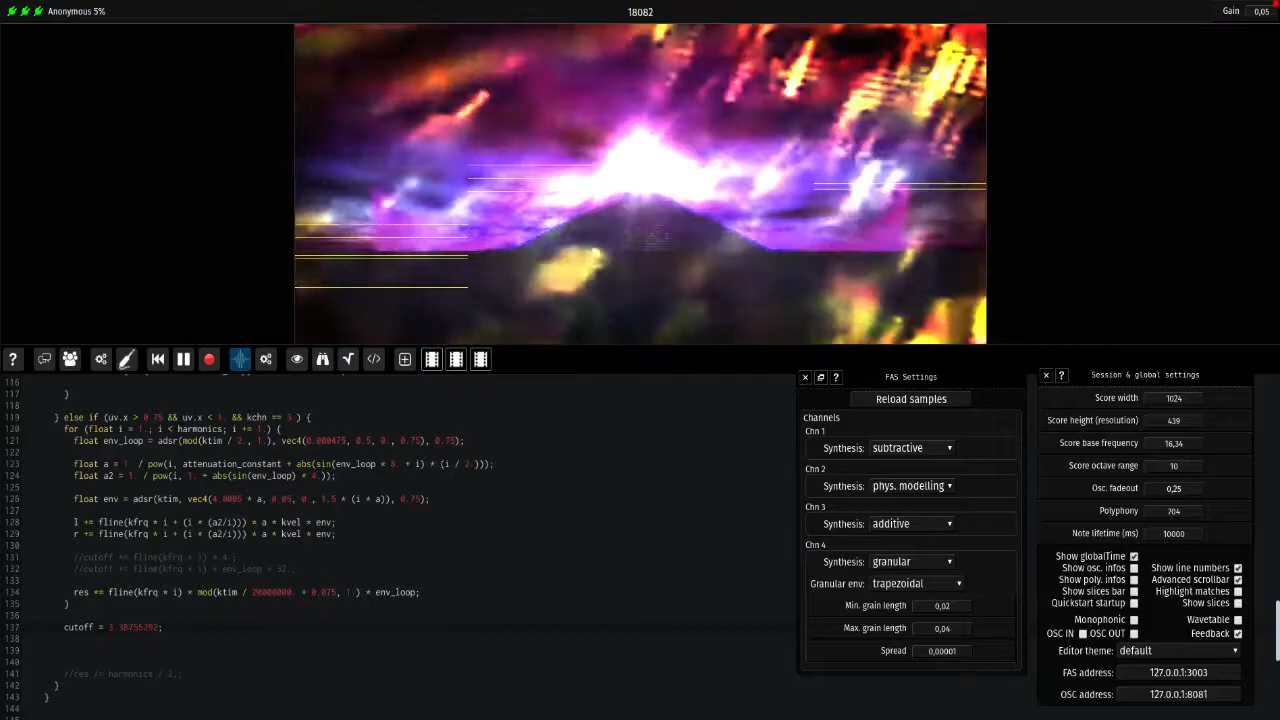 Anonymous 5%
18082
Gain 0,05
?
116
117 }
118
119 } else if (uv.x > 0.75 && uv.x < 1. && kchn == 3.) {
120 for (float i = 1.; i < harmonics; i += 1.) {
121 float env_loop = adsr(mod(ktim / 2., 1.), vec4(0.000475, 0.5, 0., 0.75), 0.75);
122
123 float a = 1. / pow(i, attenuation_constant + abs(sin(env_loop * 8. + i) * (i / 2.)));
124 float a2 = 1. / pow(i, 1. + abs(sin(env_loop) * 4.));
125
126 float env = adsr(ktim, vec4(4.0005 * a, 0.05, 0., 1.5 * (i * a)), 0.75);
127
128 l += fline(kfrq * i + (i * (a2/i))) * a * kvel * env;
129 r += fline(kfrq * i + (i * (a2/i))) * a * kvel * env;
130
131 //cutoff *= fline(kfrq * i) * 4.;
132 //cutoff *= fline(kfrq * i) * env_loop * 32.;
133
134 res *= fline(kfrq * i) * mod(ktim / 20000000. + 0.075, 1.) * env_loop;
135 }
136
137 cutoff = 3.38755292;
138
139
140
141 //res /= harmonics / 2.;
142 }
143 }
144
FAS Settings
Reload samples
Channels
Chn 1
Synthesis: subtractive
Chn 2
Synthesis: phys. modelling
Chn 3
Synthesis: additive
Chn 4
Synthesis: granular
Granular env: trapezoidal
Min. grain length 0,02
Max. grain length 0,04
Spread 0,00001
Session & global settings
Score width 1024
Score height (resolution) 439
Score base frequency 16,34
Score octave range 10
Osc. fadeout 0,25
Polyphony 704
Note lifetime (ms) 10000
Show globalTime
Show osc. infos Show line numbers
Show poly. infos Advanced scrollbar
Show slices bar Highlight matches
Quickstart startup Show slices
Monophonic Wavetable
OSC IN OSC OUT Feedback
Editor theme: default
FAS address: 127.0.0.1:3003
OSC address: 127.0.0.1:8081